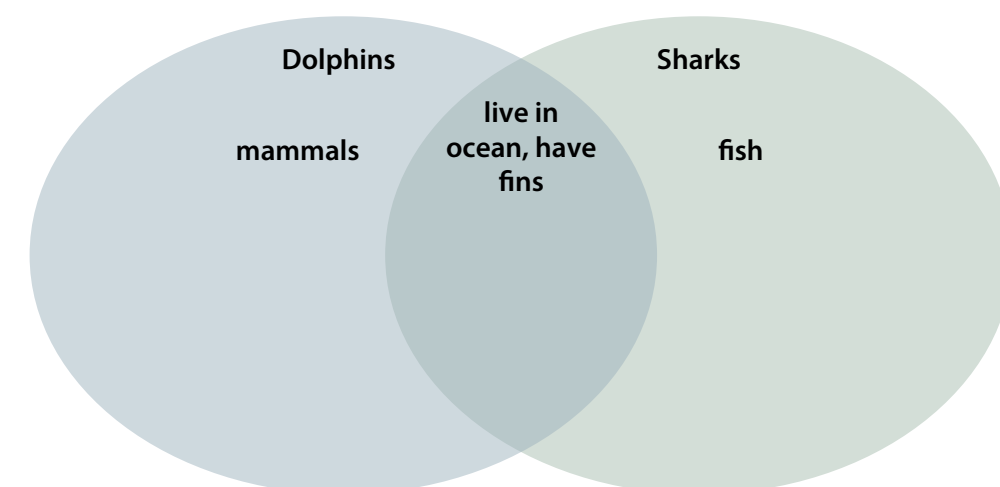 Dolphins
Sharks
mammals
live in
ocean, have
fins
fish